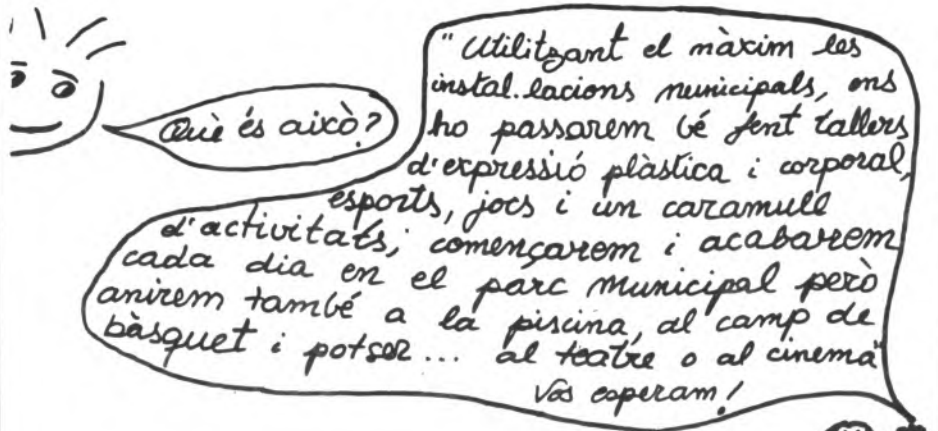 Què és això?
"Utilitzant el màxim les
instal.lacions municipals, ens
ho passarem bé fent tallers
d'expressió plàstica i corporal,
esports, jocs i un caramull
d'activitats; començarem i acabarem
cada dia en el parc municipal però
anirem també a la piscina, al camp de
bàsquet i potser... al teatre o al cinema"
Vos esperam!